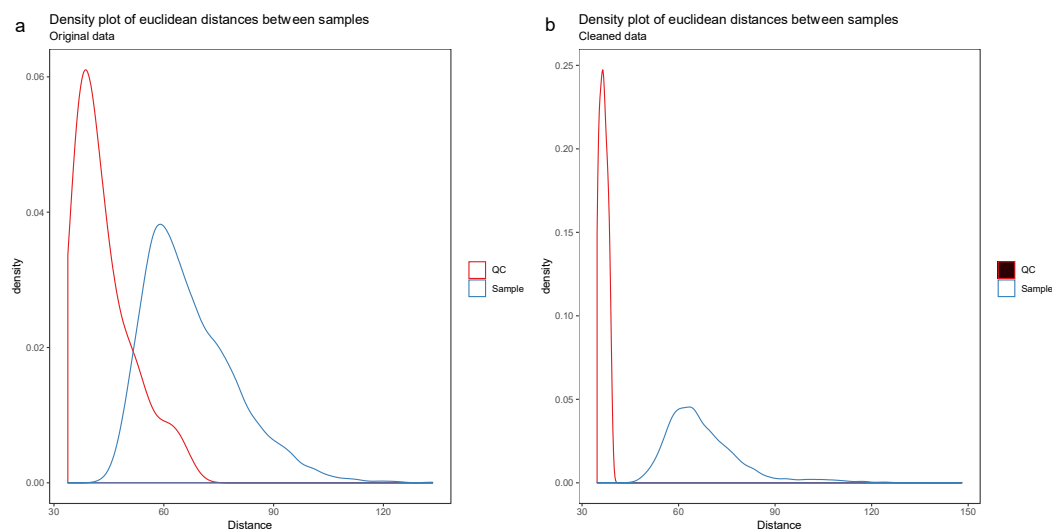 a
Density plot of euclidean distances between samples
Original data
0.06
0.04
0.02
0.00
density
30
60
90
120
Distance
QC
Sample
b
Density plot of euclidean distances between samples
Cleaned data
0.25
0.20
0.15
0.10
0.05
0.00
density
30
60
90
120
150
Distance
QC
Sample